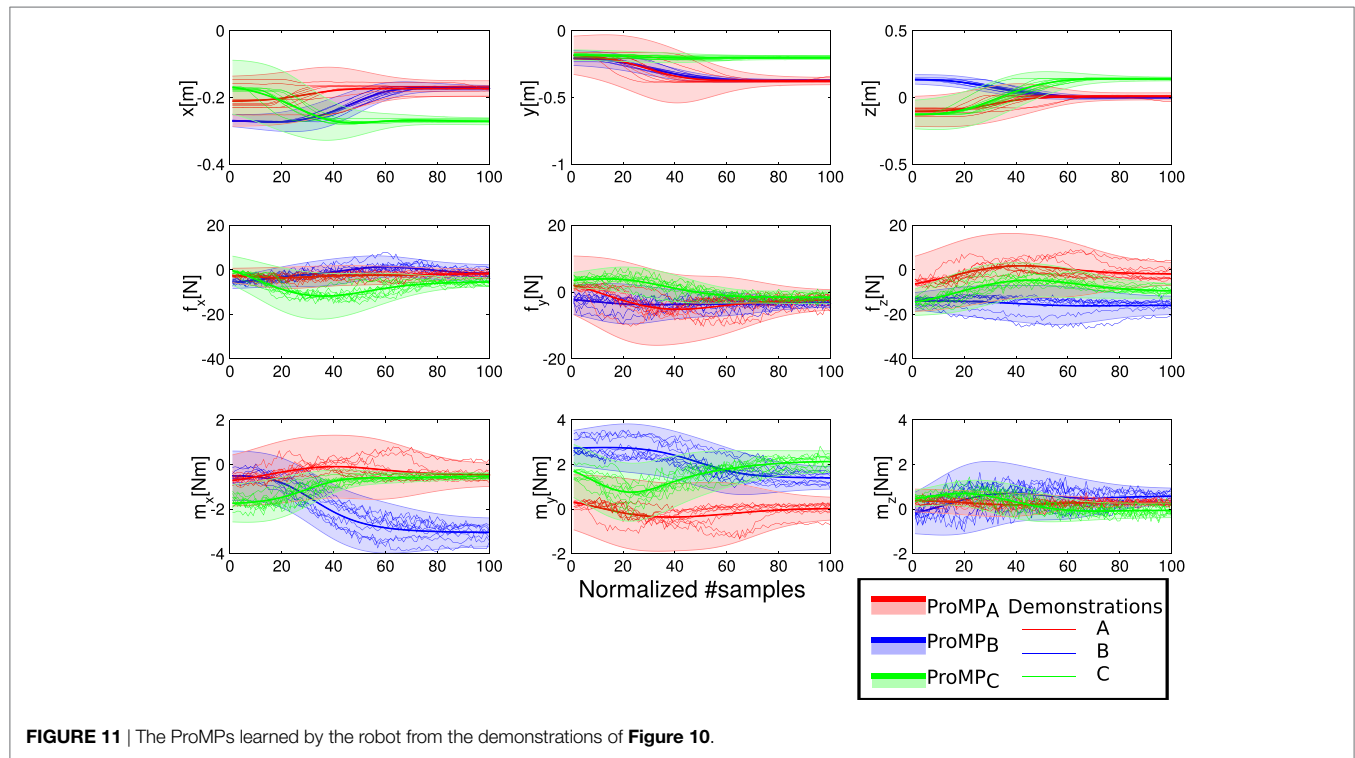 0
-0.2
-0.4
x[m]
0 20 40 60 80 100
0
-0.5
-1
y[m]
0 20 40 60 80 100
0.5
0
-0.5
z[m]
0 20 40 60 80 100
20
0
-20
-40
f_x[N]
0 20 40 60 80 100
20
0
-20
f_y[N]
0 20 40 60 80 100
20
0
-20
-40
f_z[N]
0 20 40 60 80 100
2
0
-2
-4
m_x[Nm]
0 20 40 60 80 100
4
2
0
-2
m_y[Nm]
0 20 40 60 80 100
4
2
0
-2
m_z[Nm]
0 20 40 60 80 100
Normalized #samples
ProMP_A Demonstrations
A
ProMP_B
B
ProMP_C
C
FIGURE 11 | The ProMPs learned by the robot from the demonstrations of Figure 10.